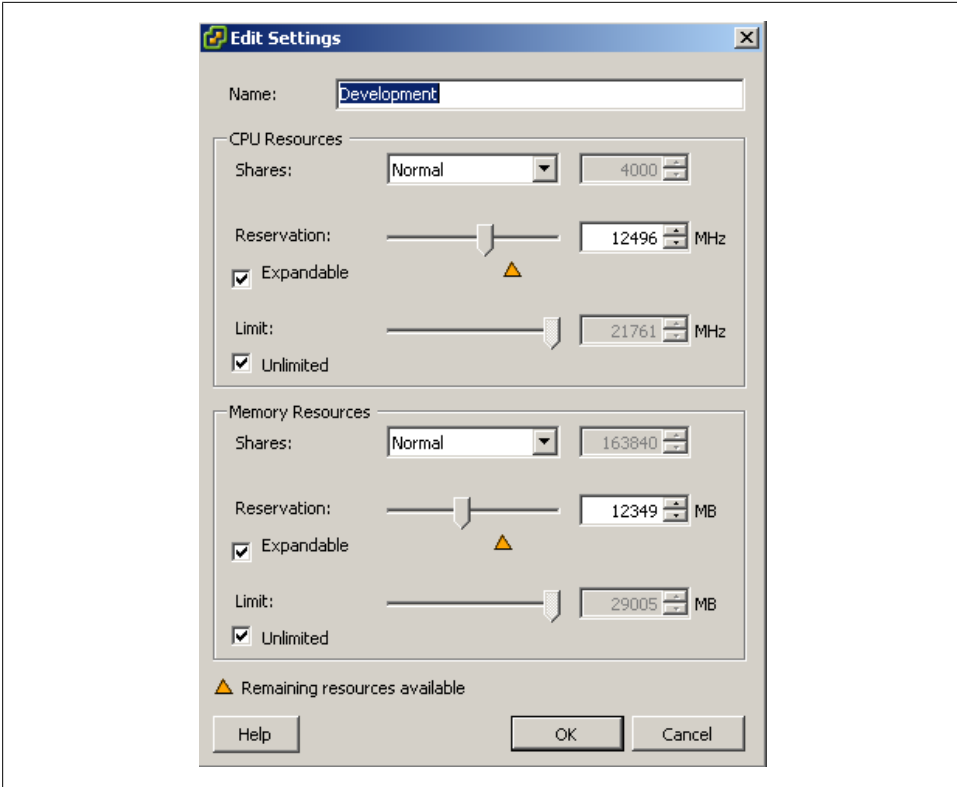 Edit Settings
Name: Development
CPU Resources
Shares: Normal 4000
Reservation: 12496 MHz
Expandable
Limit: 21761 MHz
Unlimited
Memory Resources
Shares: Normal 163840
Reservation: 12349 MB
Expandable
Limit: 29005 MB
Unlimited
Remaining resources available
Help OK Cancel